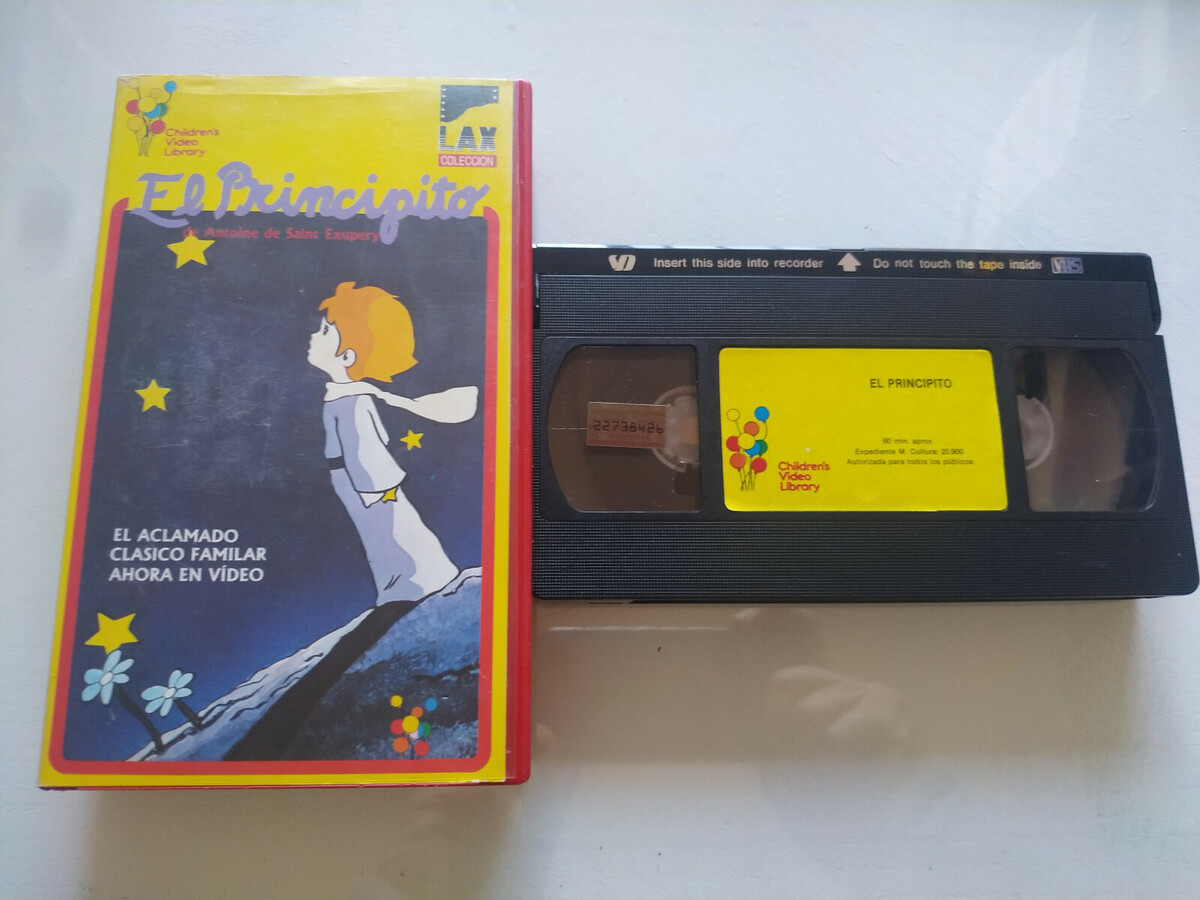 Children's
Video
Library
LAX
COLECCION
El Principito
de Antoine de Saint Exupery
EL ACLAMADO
CLASICO FAMILAR
AHORA EN VÍDEO
Insert this side into recorder
Do not touch the tape inside VHS
22738426
EL PRINCIPITO
60 min. aprox.
Expediente M. Cultura: 20.900
Autorizada para todos los públicos
Children's
Video
Library